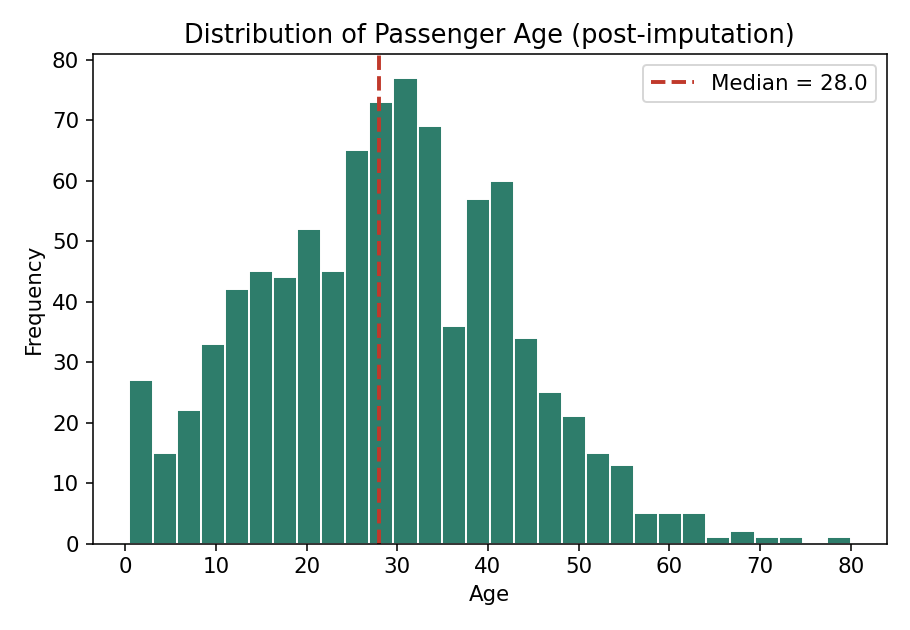 Distribution of Passenger Age (post-imputation)
Median = 28.0
Frequency
80
70
60
50
40
30
20
10
0
0 10 20 30 40 50 60 70 80
Age